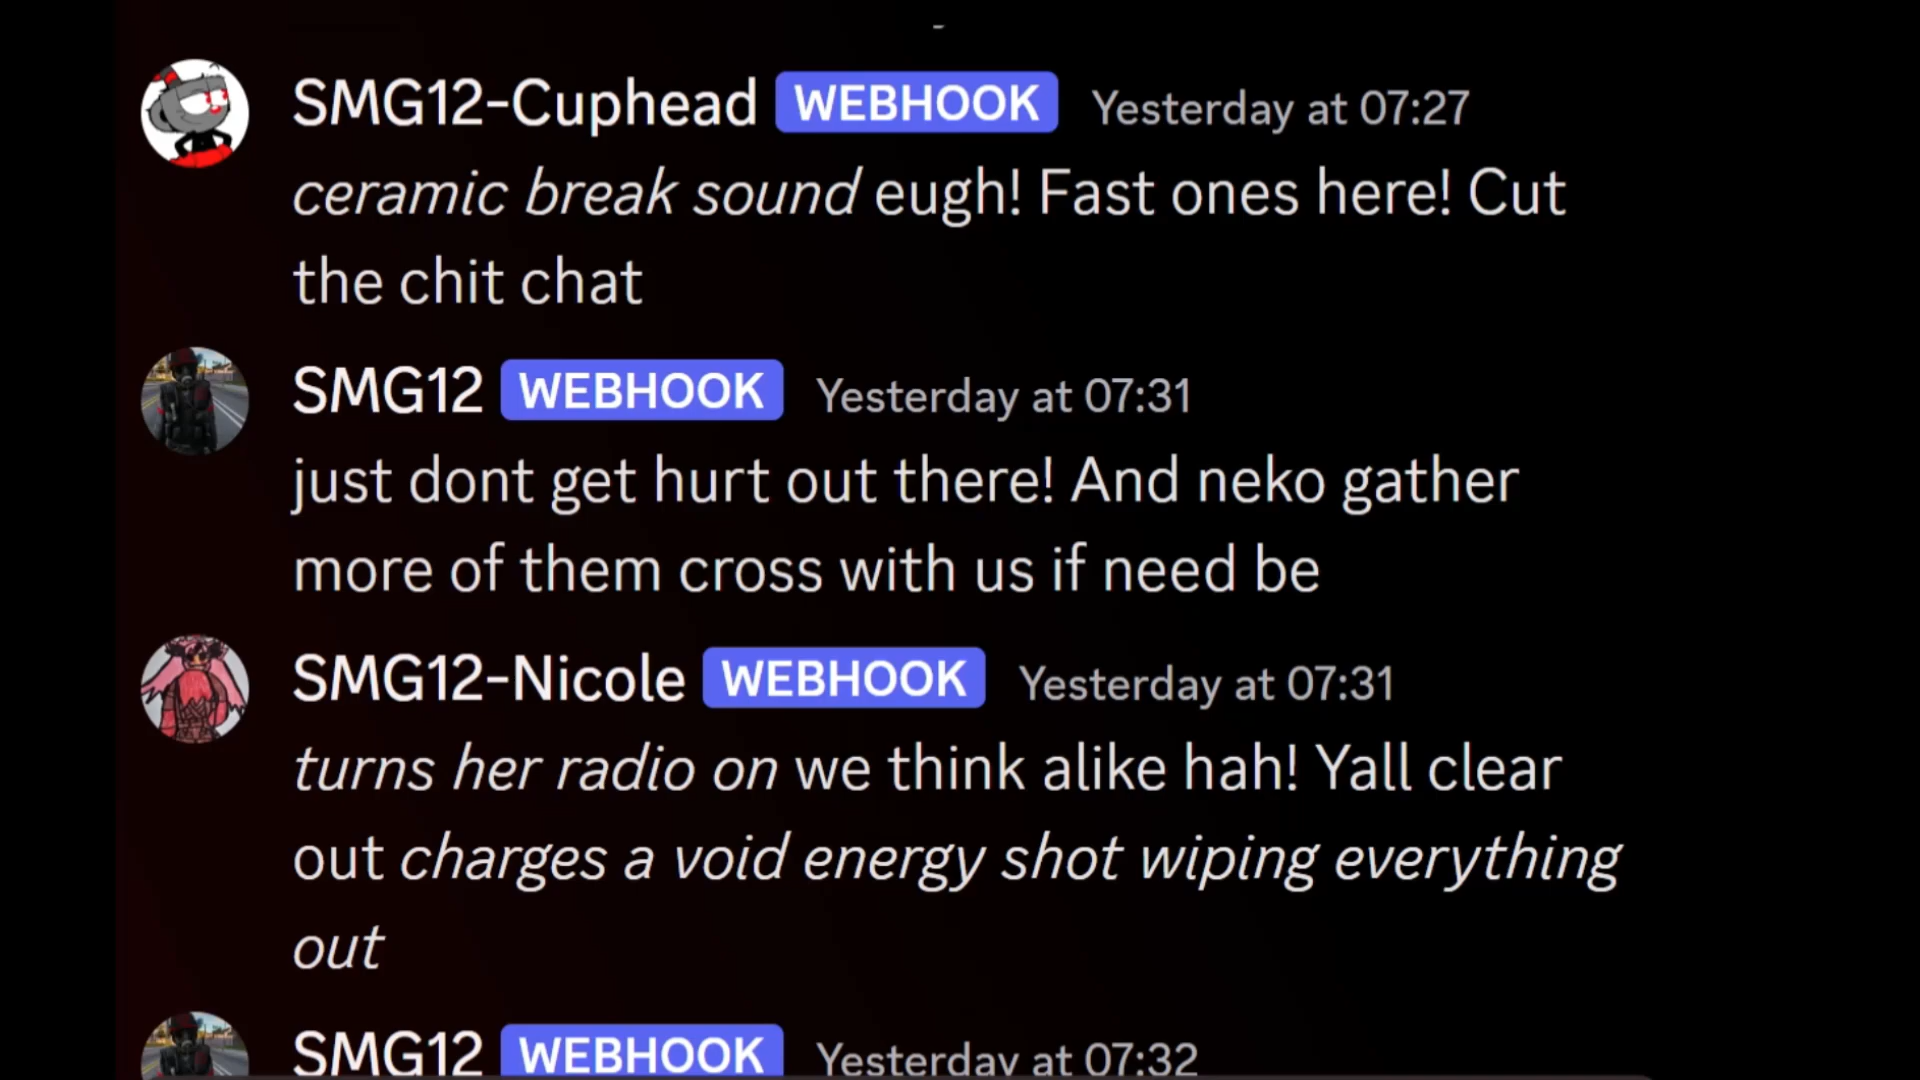 SMG12-Cuphead WEBHOOK Yesterday at 07:27
ceramic break sound eugh! Fast ones here! Cut
the chit chat
SMG12 WEBHOOK Yesterday at 07:31
just dont get hurt out there! And neko gather
more of them cross with us if need be
SMG12-Nicole WEBHOOK Yesterday at 07:31
turns her radio on we think alike hah! Yall clear
out charges a void energy shot wiping everything
out
SMG12 WEBHOOK Yesterday at 07:32